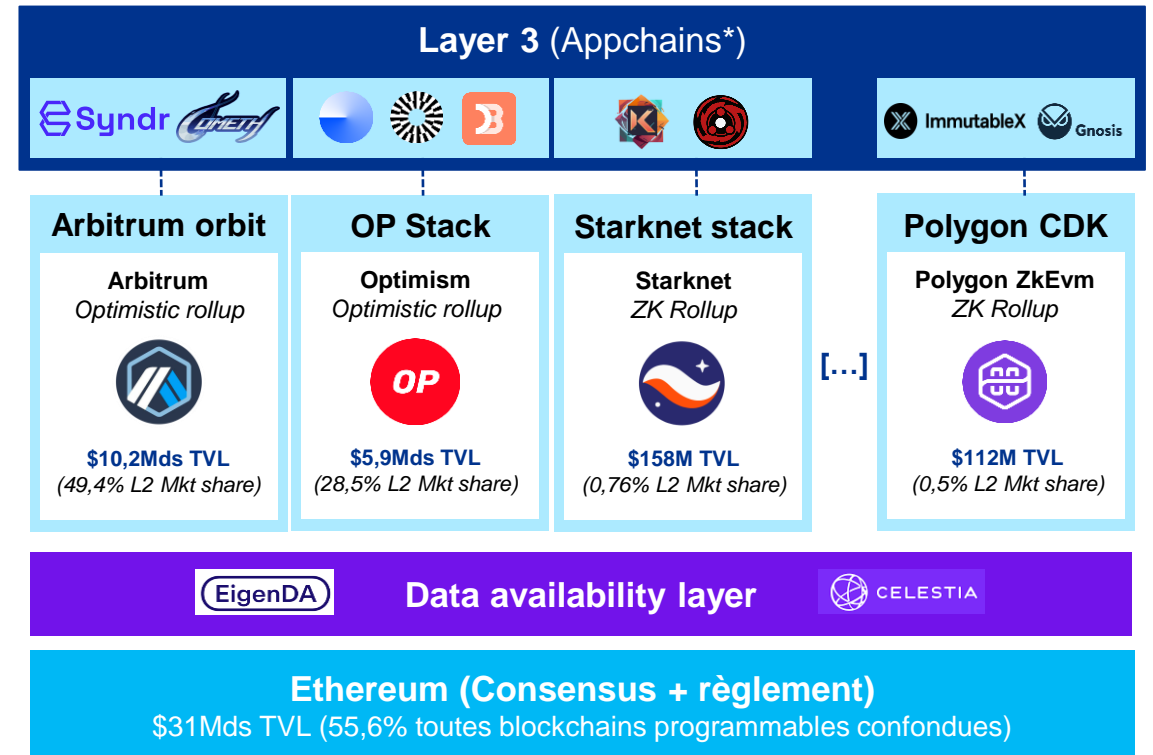 Layer 3 (Appchains*)
Syndr COMETH
ImmutableX Gnosis
Arbitrum orbit
Arbitrum
Optimistic rollup
$10,2Mds TVL
(49,4% L2 Mkt share)
OP Stack
Optimism
Optimistic rollup
OP
$5,9Mds TVL
(28,5% L2 Mkt share)
Starknet stack
Starknet
ZK Rollup
$158M TVL
(0,76% L2 Mkt share)
[...]
Polygon CDK
Polygon ZkEvm
ZK Rollup
$112M TVL
(0,5% L2 Mkt share)
EigenDA Data availability layer CELESTIA
Ethereum (Consensus + règlement)
$31Mds TVL (55,6% toutes blockchains programmables confondues)